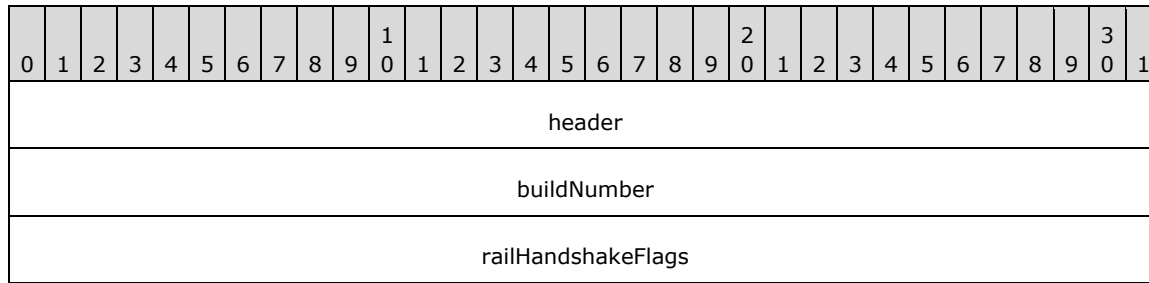 1 2 3
0 1 2 3 4 5 6 7 8 9 0 1 2 3 4 5 6 7 8 9 0 1 2 3 4 5 6 7 8 9 0 1
header
buildNumber
railHandshakeFlags